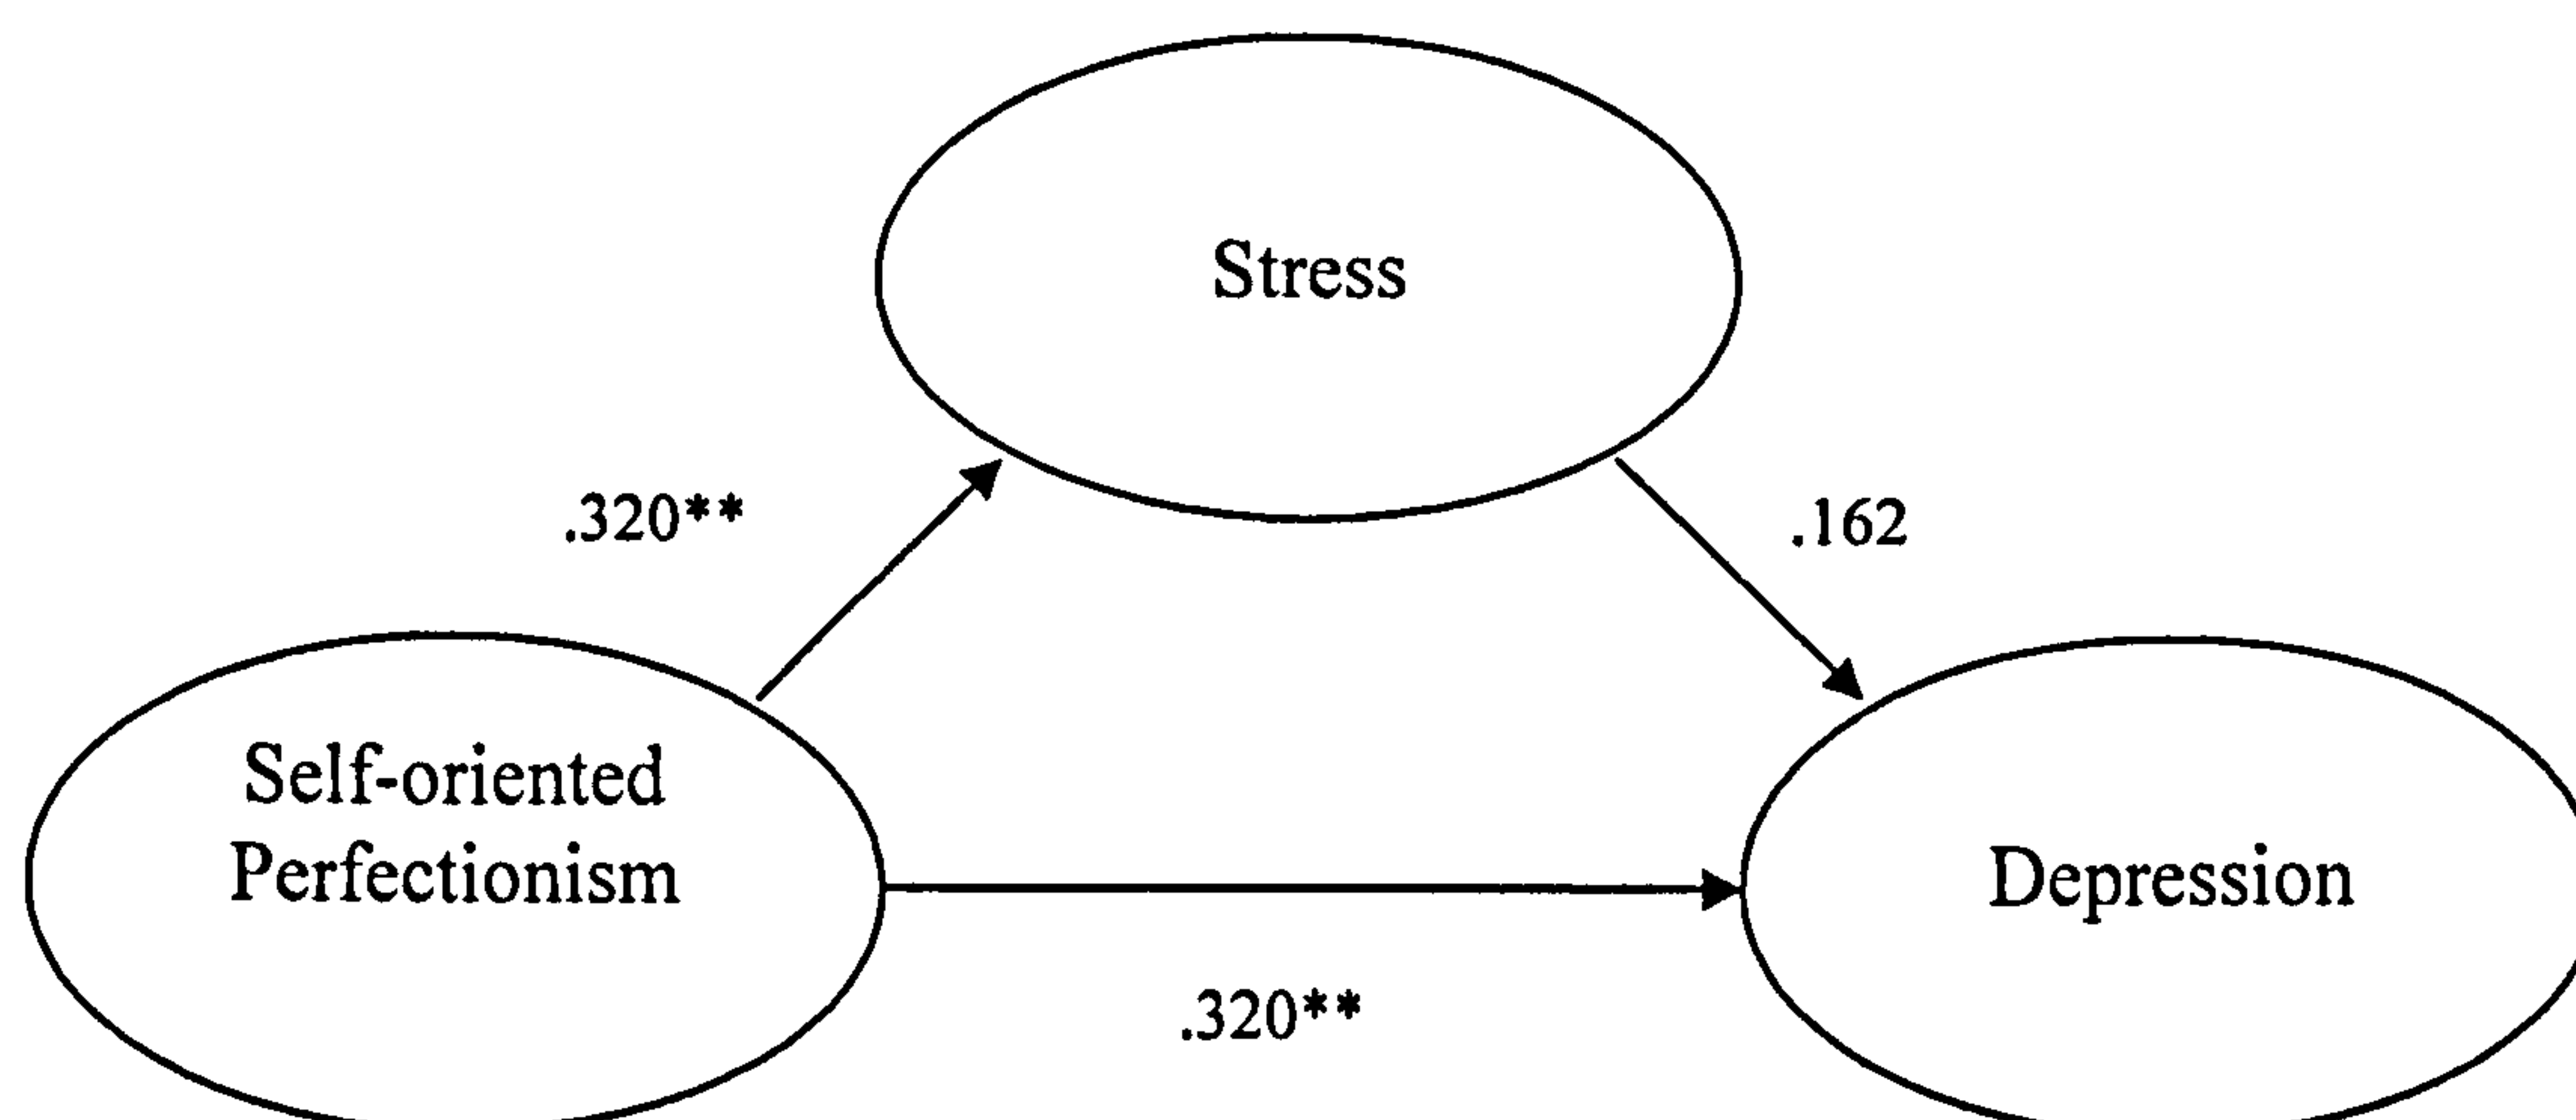 Stress
.320**
.162
Self-oriented
Perfectionism
Depression
.320**